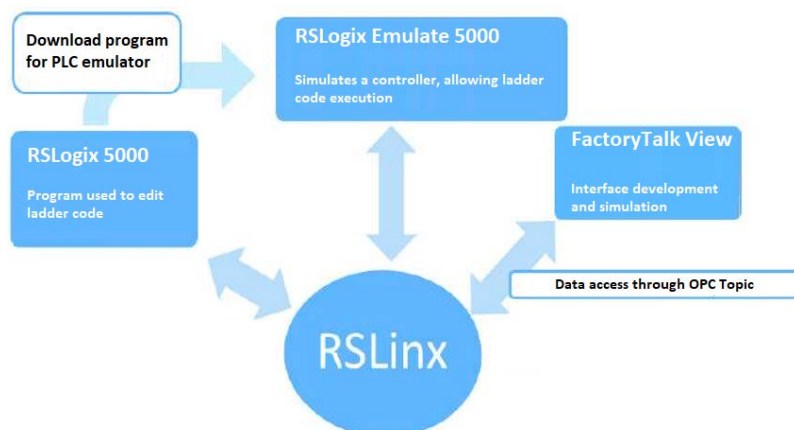 Download program
for PLC emulator
RSLogix Emulate 5000
Simulates a controller, allowing ladder
code execution
RSLogix 5000
Program used to edit
ladder code
FactoryTalk View
Interface development
and simulation
Data access through OPC Topic
RSLinx